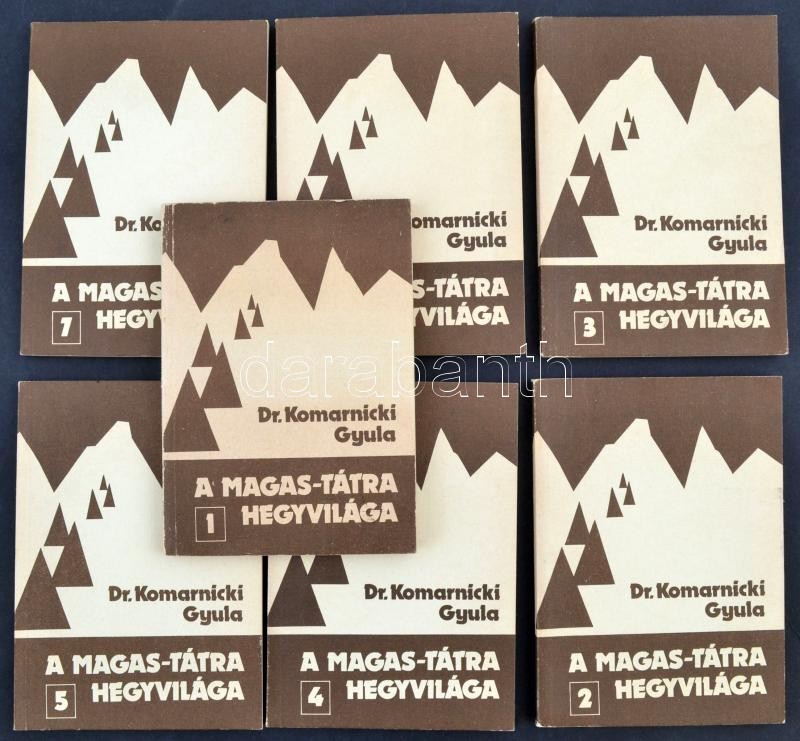 Dr. Ko
A MAGAS
7 HEGYV
omarnicki
Gyula
S-TÁTRA
GYVILÁGA
Dr. Komarnicki
Gyula
A MAGAS-TÁTRA
3 HEGYVILÁGA
Dr. Komarnicki
Gyula
A MAGAS-TÁTRA
1 HEGYVILÁGA
darabanth
Dr. Komarnicki
Gyula
A MAGAS-TÁTRA
5 HEGYVILÁGA
Dr. Komarnicki
Gyula
A MAGAS-TÁTRA
4 HEGYVILÁGA
Dr. Komarnicki
Gyula
A MAGAS-TÁTRA
2 HEGYVILÁGA